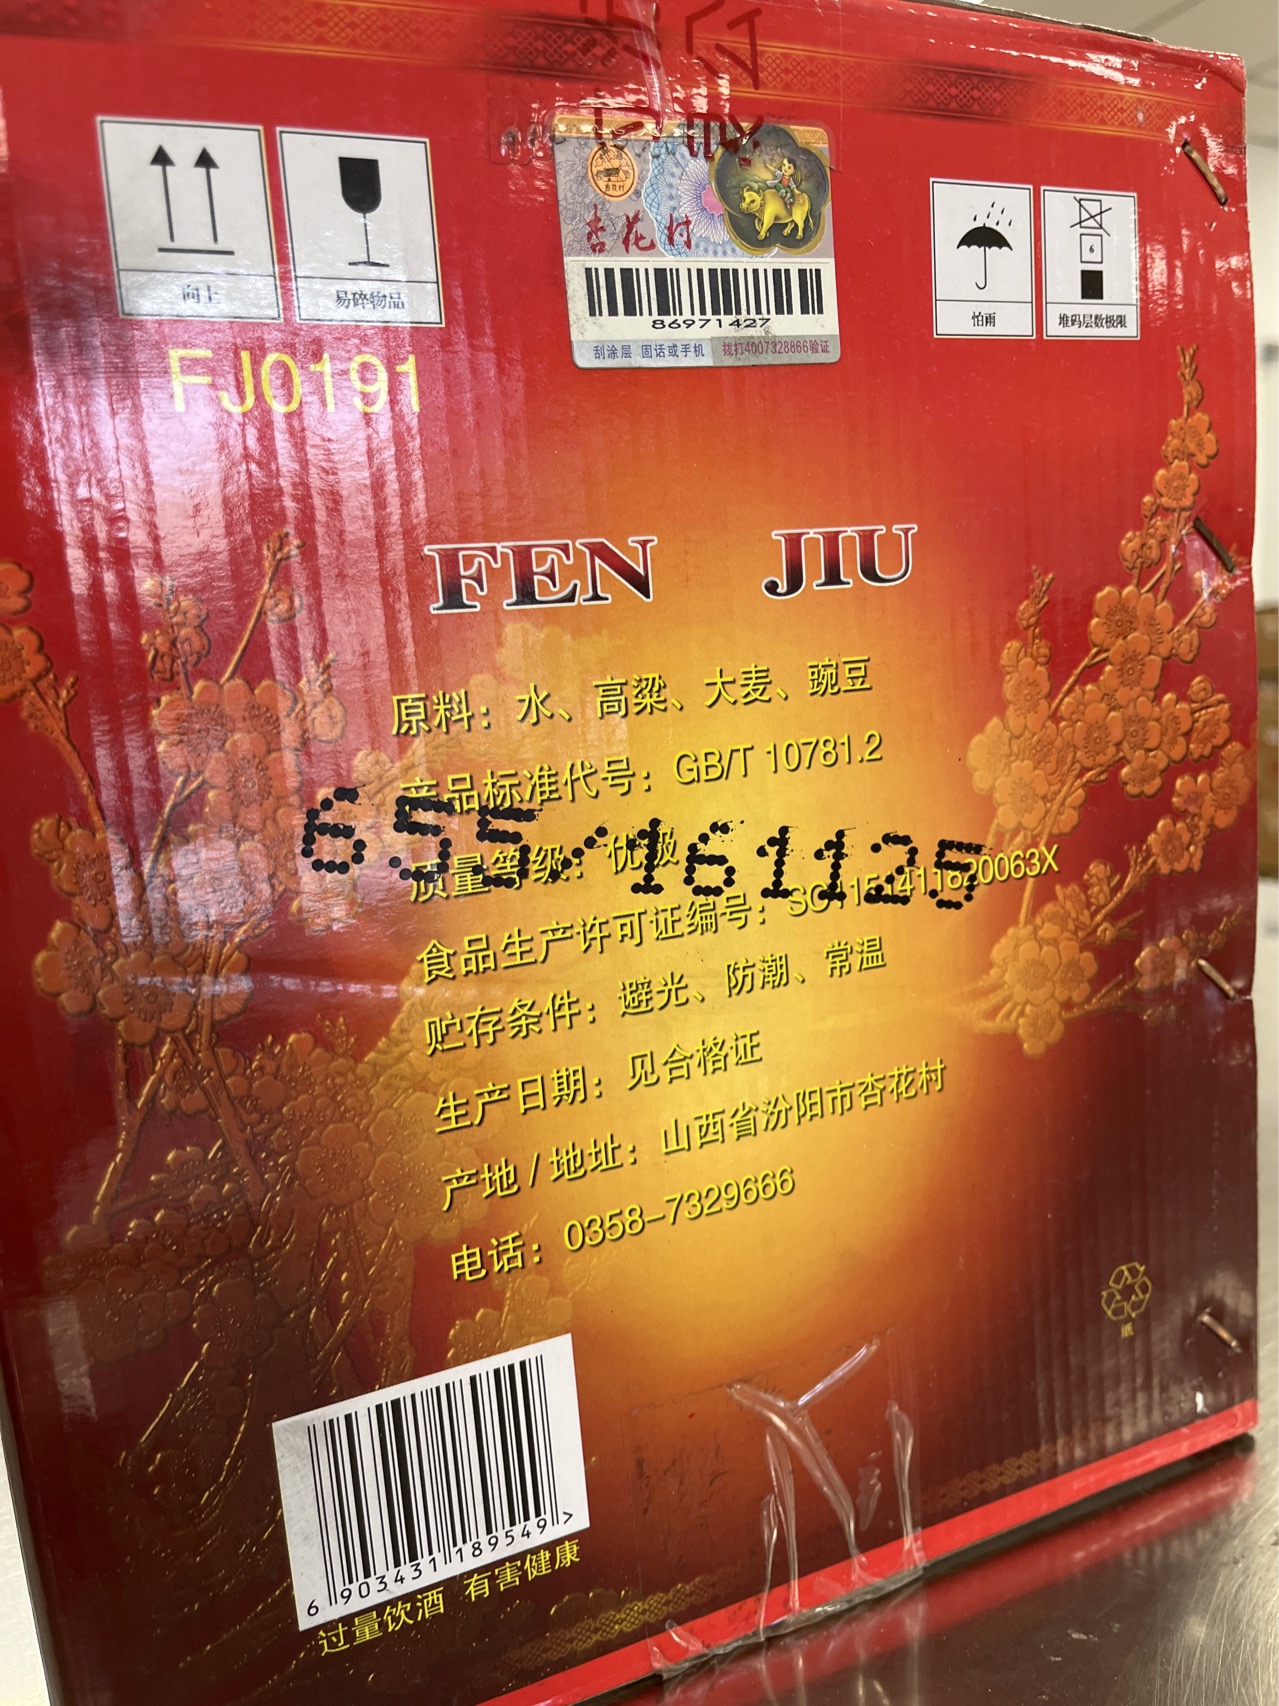 向上
易碎物品
杏花村
杏花村
86971427
刮涂层 固话或手机 拨打4007328866验证
怕雨
6
堆码层数极限
FJ0191
FEN JIU
原料：水、高粱、大麦、豌豆
产品标准代号：GB/T 10781.2
655/161125
质量等级：优级
食品生产许可证编号：
贮存条件：避光、防潮、常温
生产日期：见合格证
产地/地址：山西省汾阳市杏花村
电话：0358-7329666
纸
6 903431 189549 >
过量饮酒 有害健康